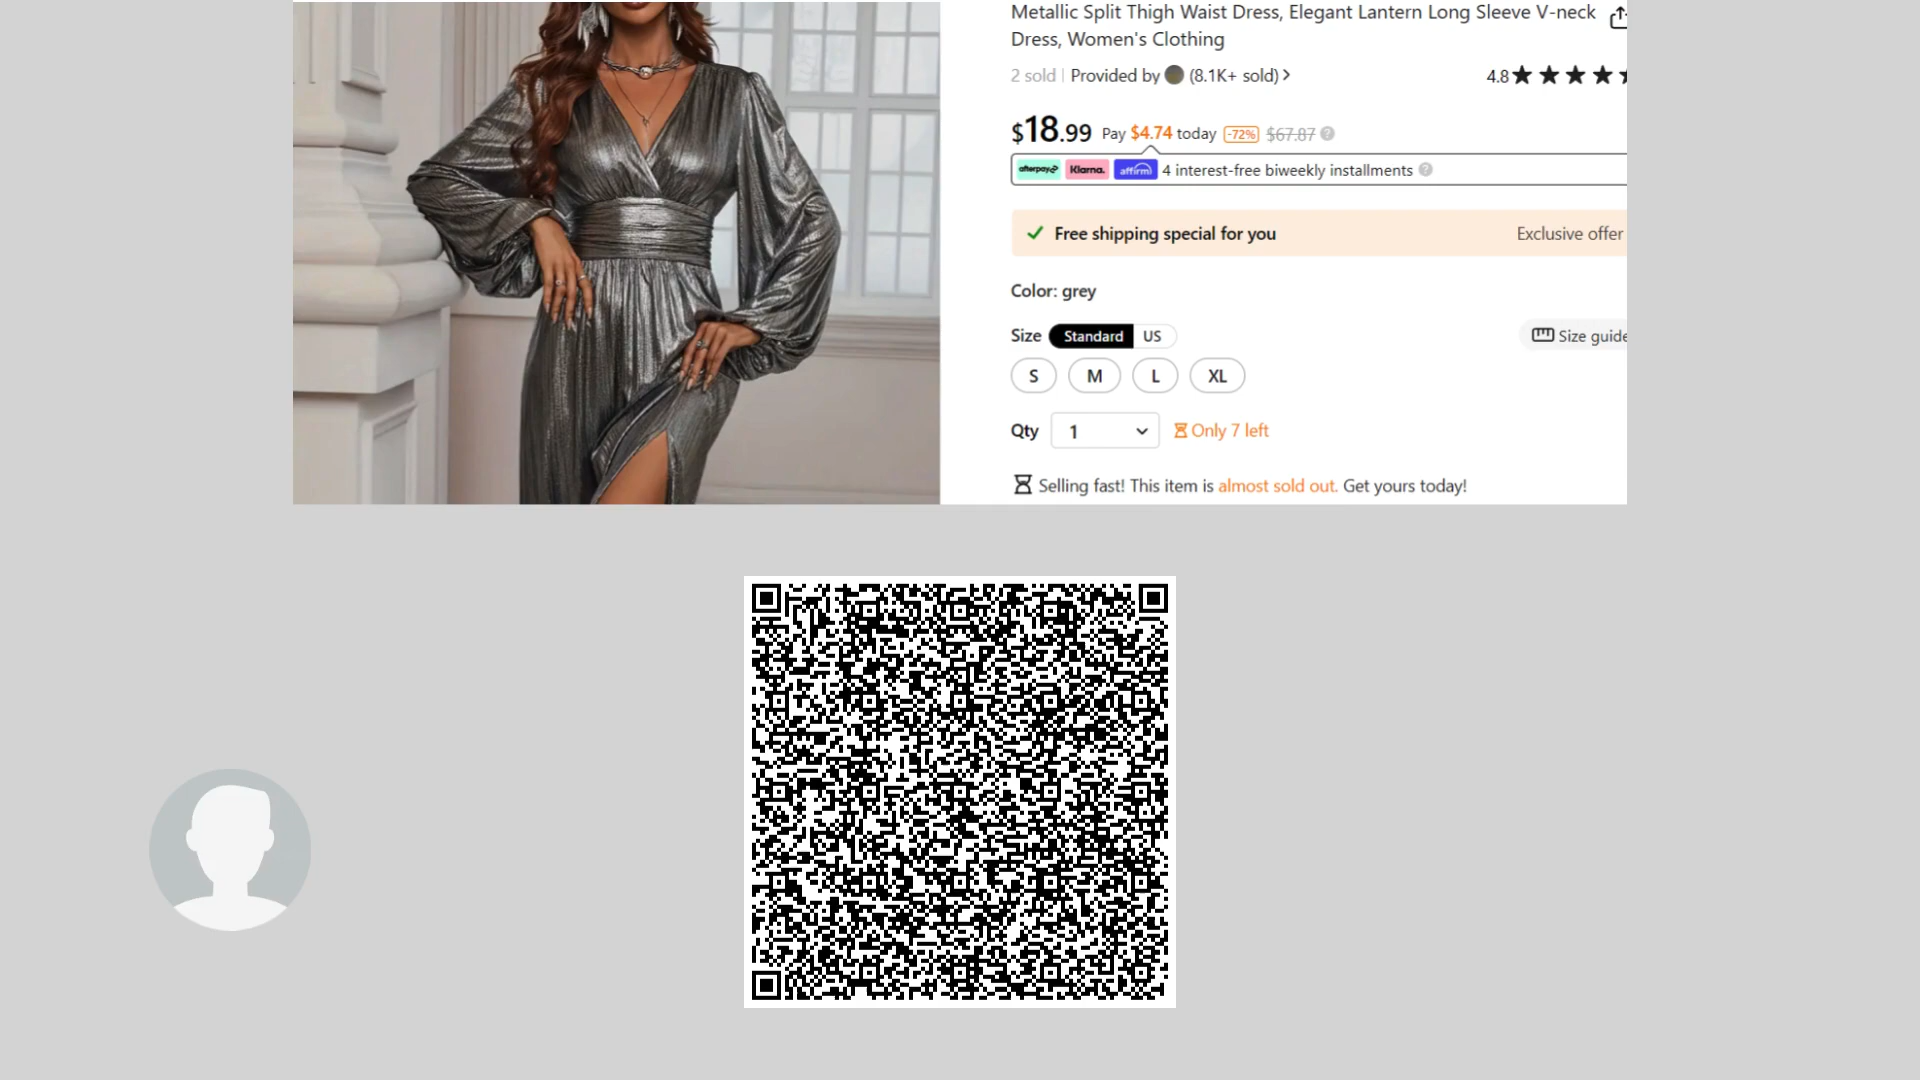 Metallic Split Thigh Waist Dress, Elegant Lantern Long Sleeve V-neck
Dress, Women's Clothing
2 sold | Provided by (8.1K+ sold) >
4.8
$18.99 Pay $4.74 today -72% $67.87
afterpay Klarna. affirm 4 interest-free biweekly installments
Free shipping special for you Exclusive offer
Color: grey
Size Standard US Size guide
S M L XL
Qty 1 Only 7 left
Selling fast! This item is almost sold out. Get yours today!